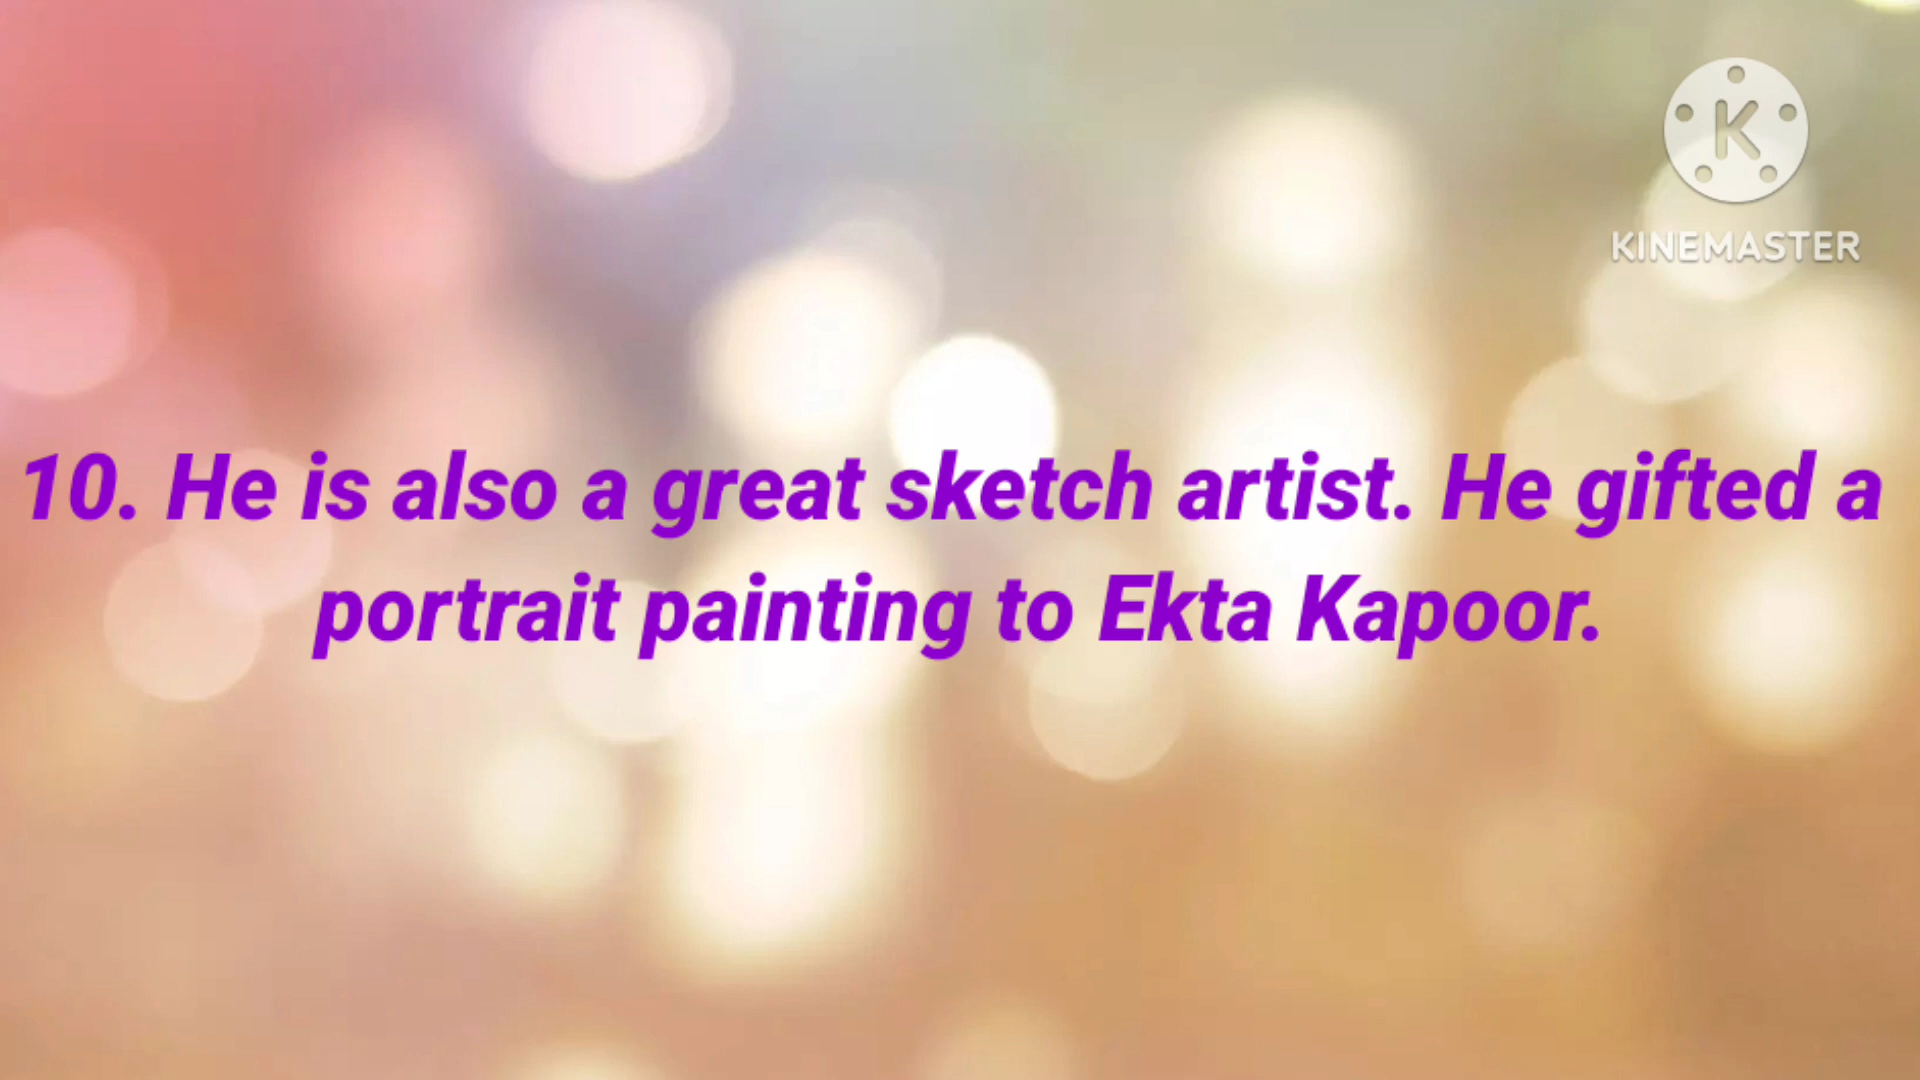 KINEMASTER
10. He is also a great sketch artist. He gifted a
portrait painting to Ekta Kapoor.